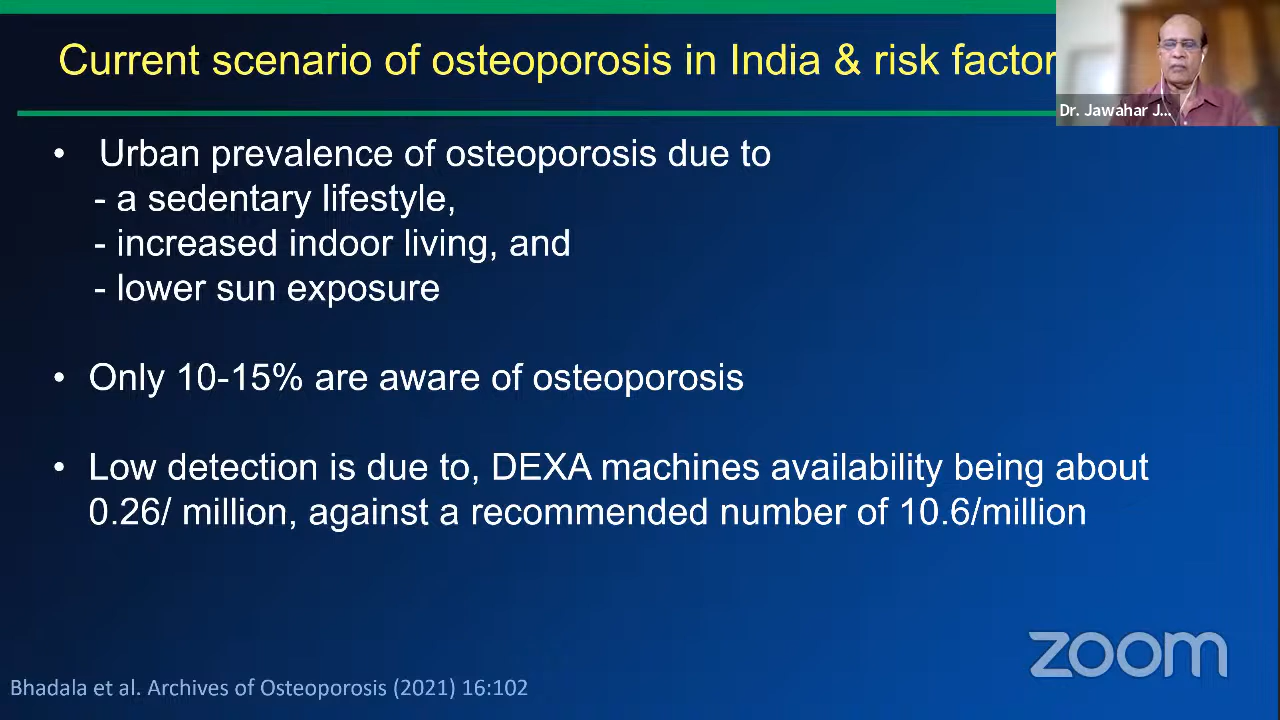 Current scenario of osteoporosis in India & risk factor
Dr. Jawahar J...
• Urban prevalence of osteoporosis due to
- a sedentary lifestyle,
- increased indoor living, and
- lower sun exposure
• Only 10-15% are aware of osteoporosis
• Low detection is due to, DEXA machines availability being about
0.26/ million, against a recommended number of 10.6/million
zoom
Bhadala et al. Archives of Osteoporosis (2021) 16:102